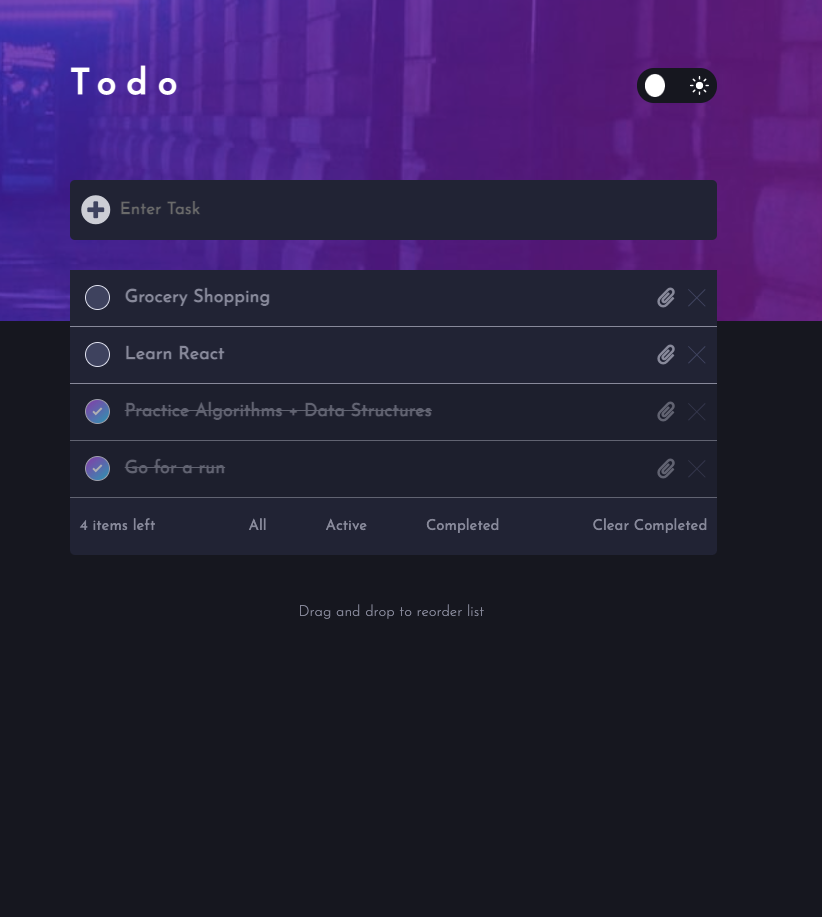 Todo
Enter Task
Grocery Shopping
Learn React
Practice Algorithms + Data Structures
Go for a run
4 items left All Active Completed Clear Completed
Drag and drop to reorder list